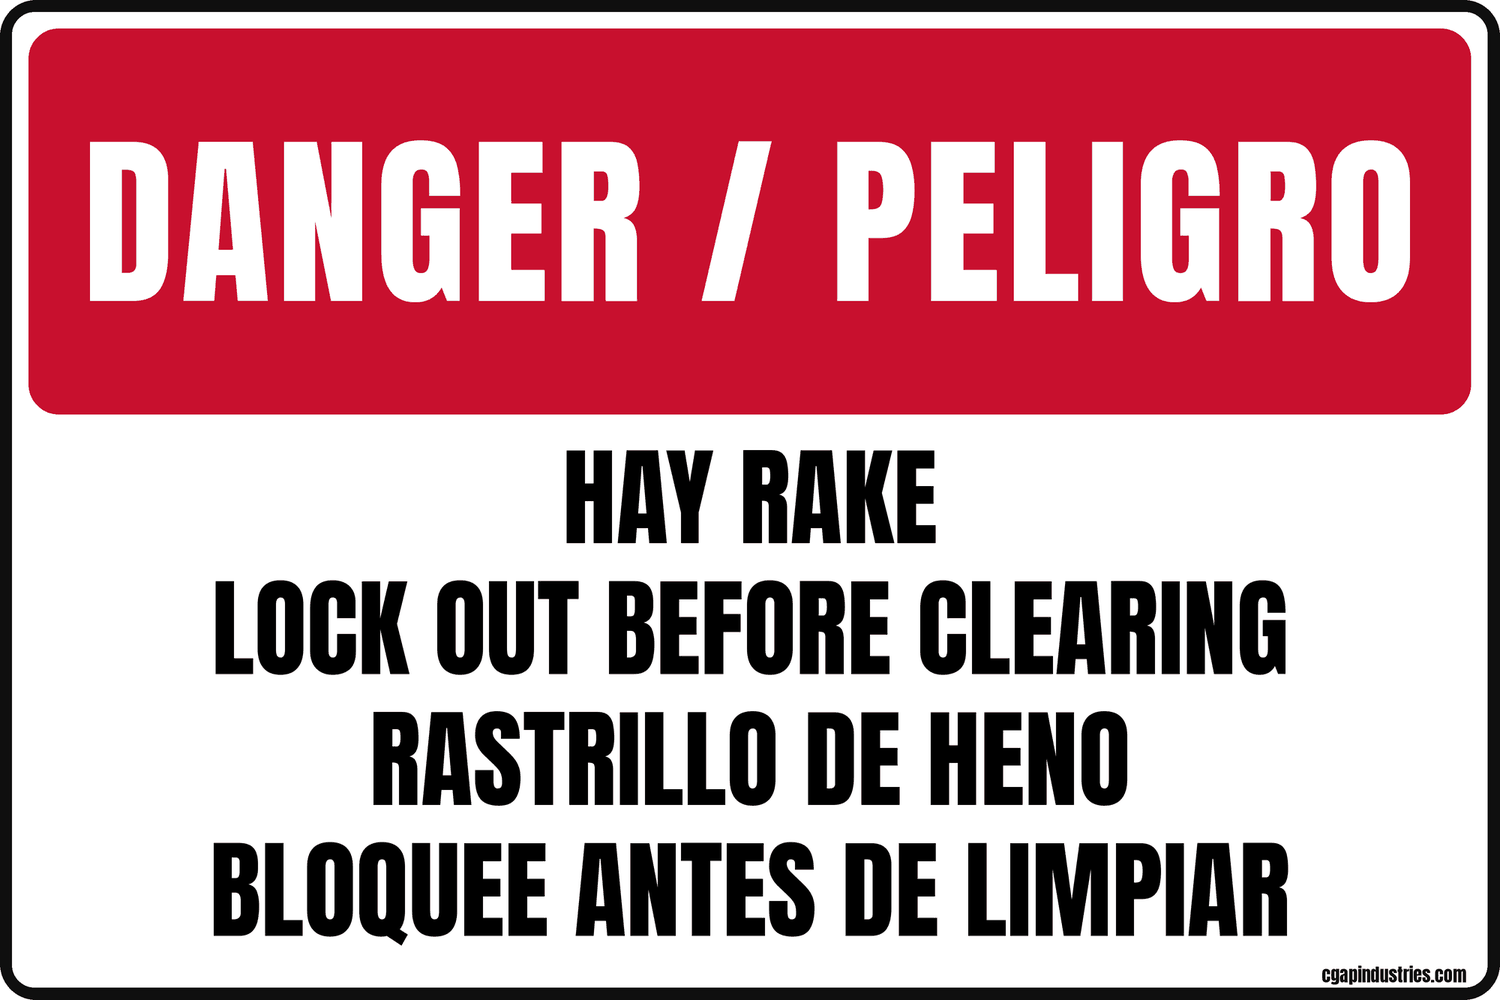 DANGER / PELIGRO
HAY RAKE
LOCK OUT BEFORE CLEARING
RASTRILLO DE HENO
BLOQUEE ANTES DE LIMPIAR
cgapindustries.com